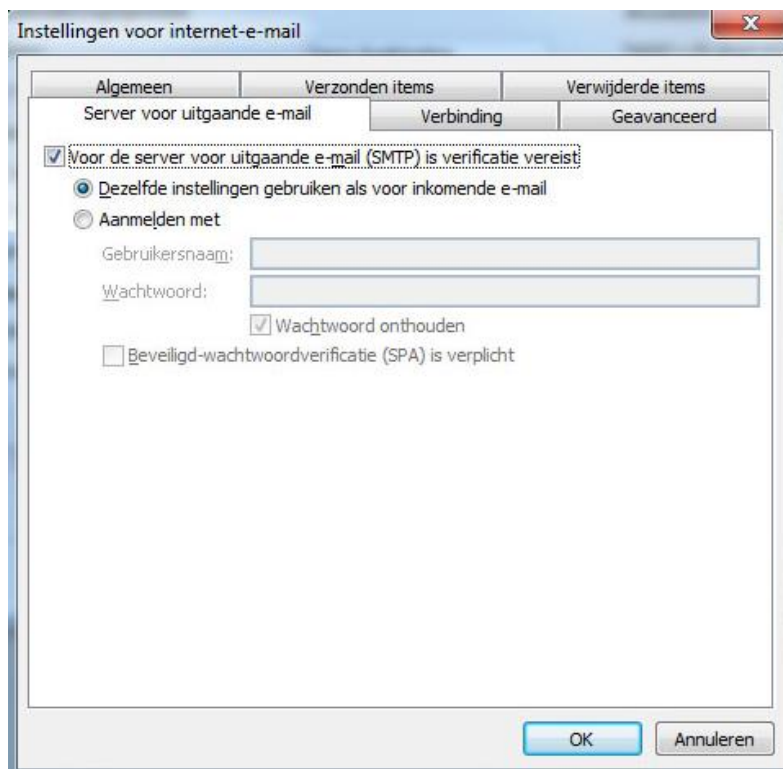 Instellingen voor internet-e-mail
Algemeen
Verzonden items
Verwijderde items
Server voor uitgaande e-mail
Verbinding
Geavanceerd
Voor de server voor uitgaande e-mail (SMTP) is verificatie vereist
Dezelfde instellingen gebruiken als voor inkomende e-mail
Aanmelden met
Gebruikersnaam:
Wachtwoord:
Wachtwoord onthouden
Beveiligd-wachtwoordverificatie (SPA) is verplicht
OK
Annuleren